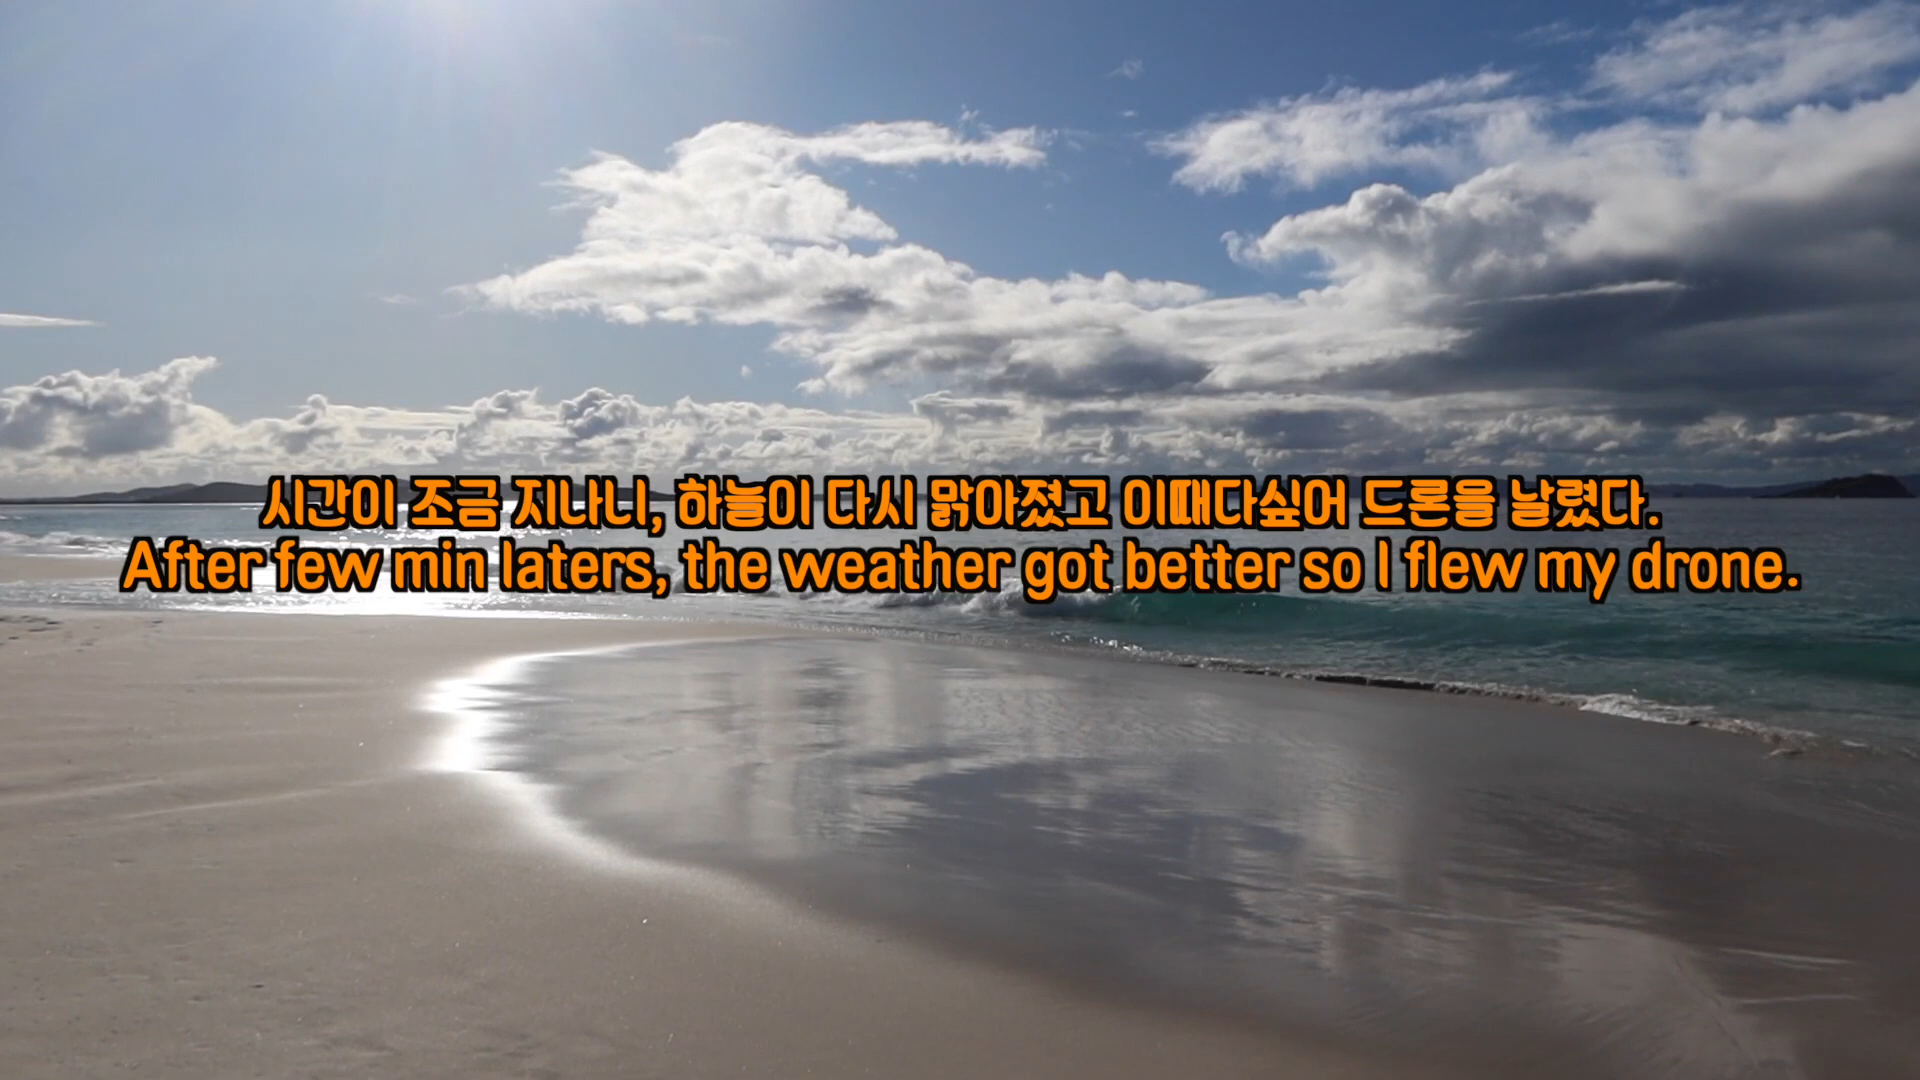 시간이 조금 지나니, 하늘이 다시 맑아졌고 이때다싶어 드론을 날렸다.
After few min laters, the weather got better so I flew my drone.